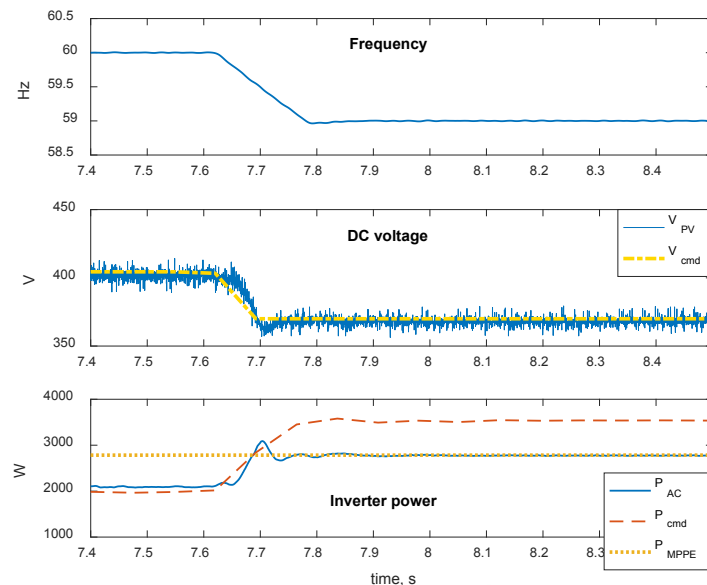 Frequency
Hz
60
59.5
59
58.5
7.4 7.5 7.6 7.7 7.8 7.9 8 8.1 8.2 8.3 8.4
DC voltage
V
450
400
350
V PV
V cmd
7.4 7.5 7.6 7.7 7.8 7.9 8 8.1 8.2 8.3 8.4
Inverter power
W
4000
3000
2000
1000
P AC
P cmd
P MPPE
7.4 7.5 7.6 7.7 7.8 7.9 8 8.1 8.2 8.3 8.4
time, s